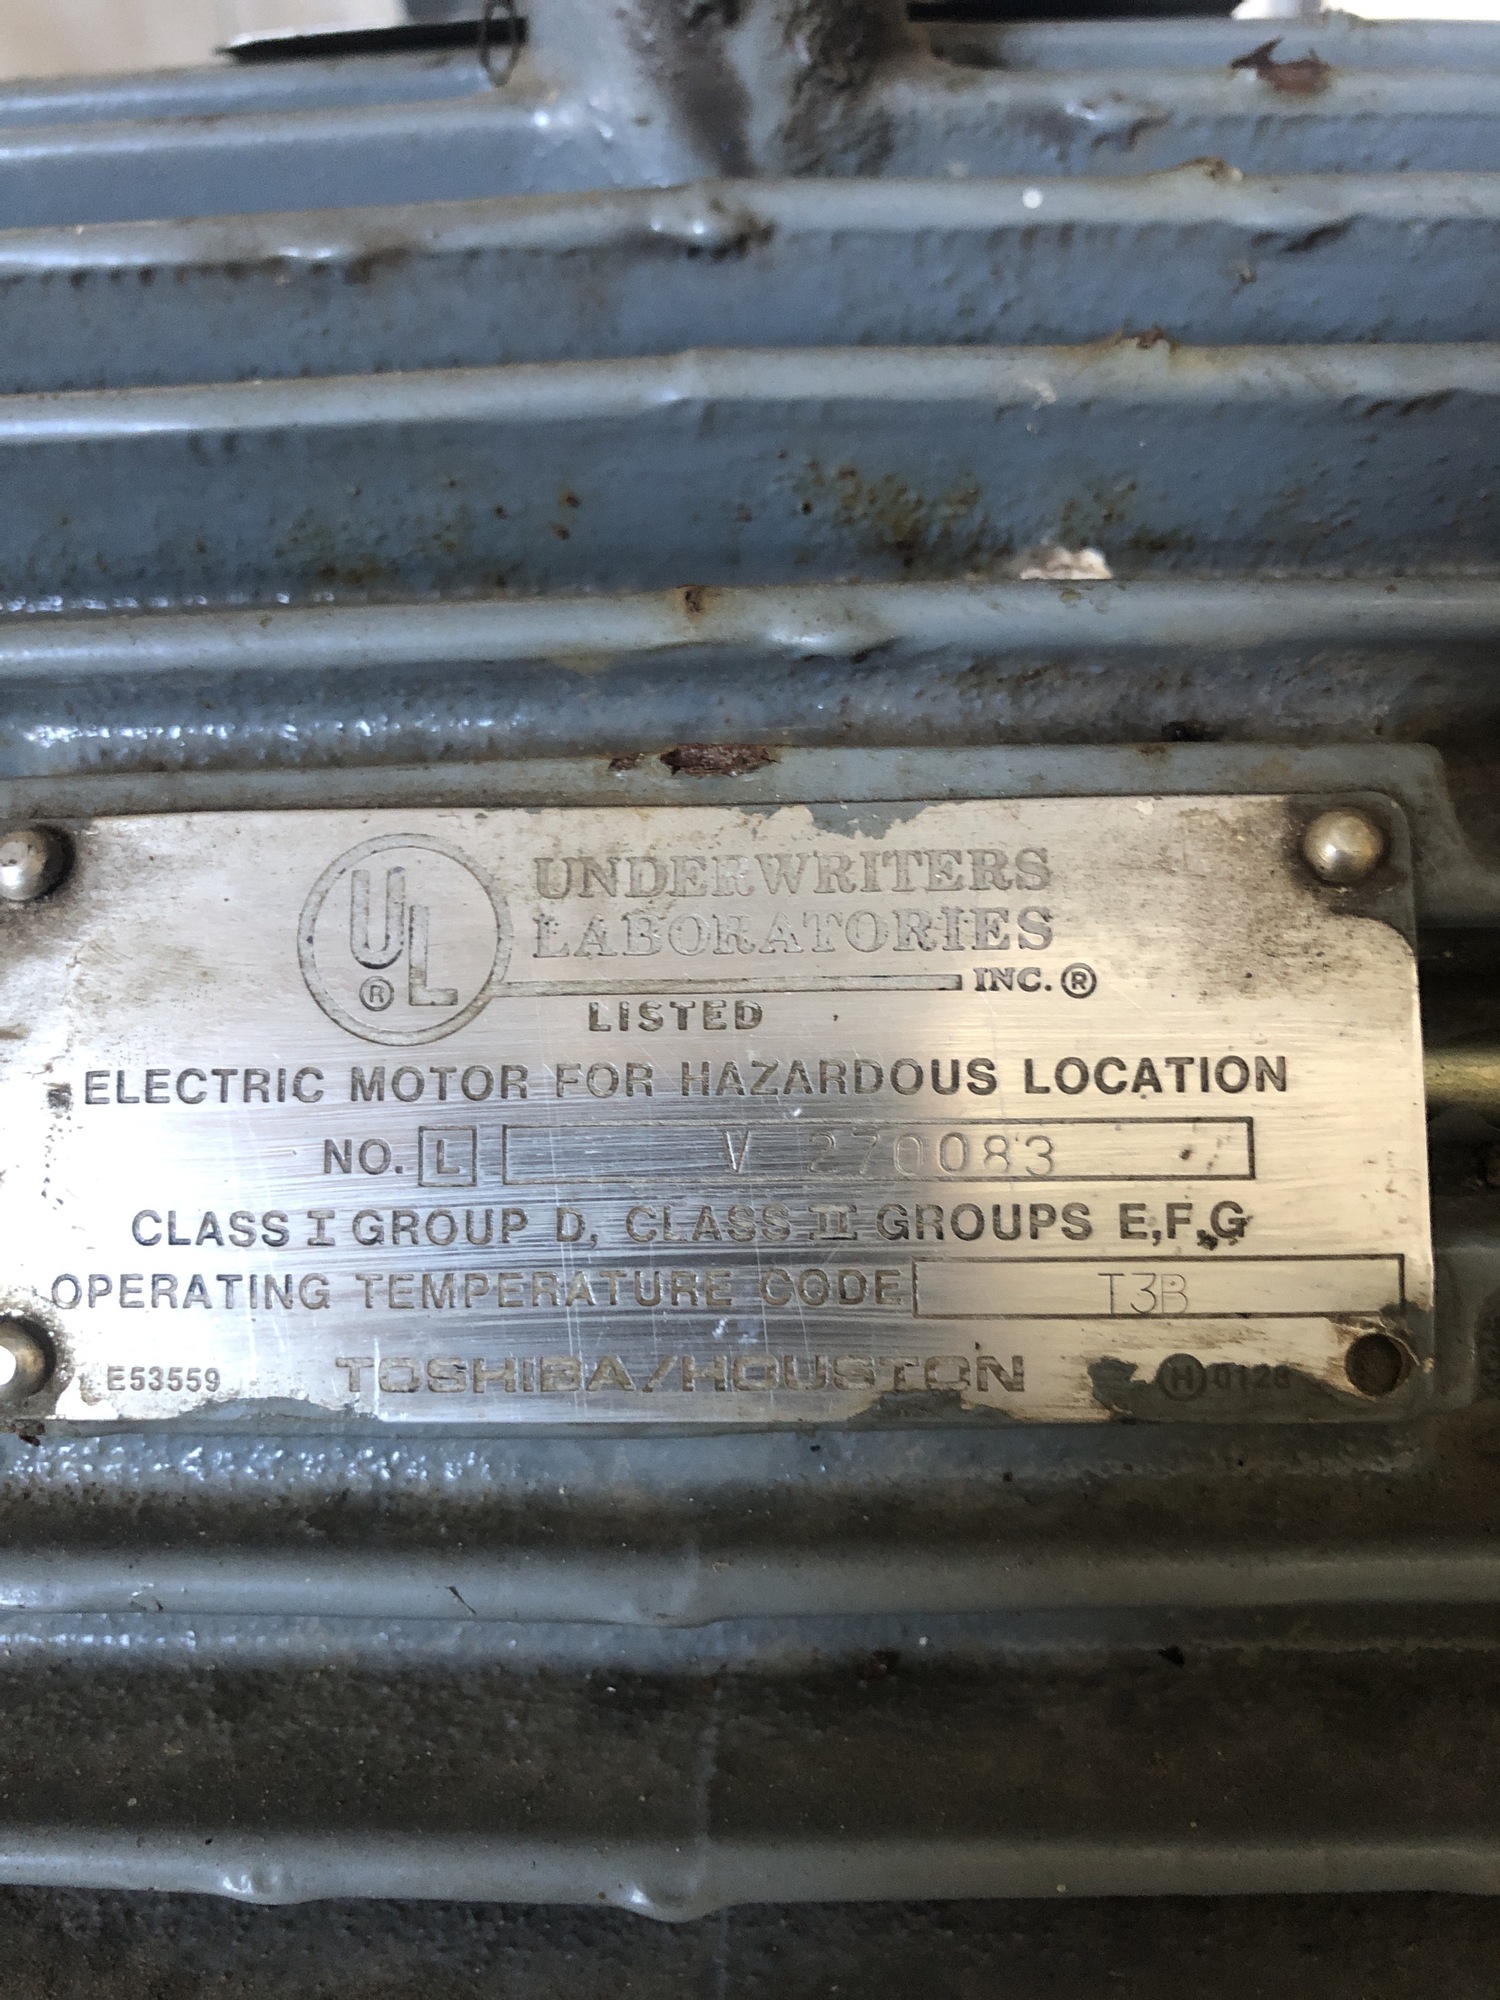 UL ®
UNDERWRITERS
LABORATORIES
INC.®
LISTED
ELECTRIC MOTOR FOR HAZARDOUS LOCATION
NO. L V 270083
CLASS I GROUP D, CLASS II GROUPS E,F,G
OPERATING TEMPERATURE CODE T3B
E53559 TOSHIBA/HOUSTON H 0128